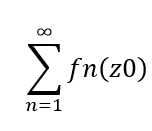 ∞
∑ fn(z0)
n=1